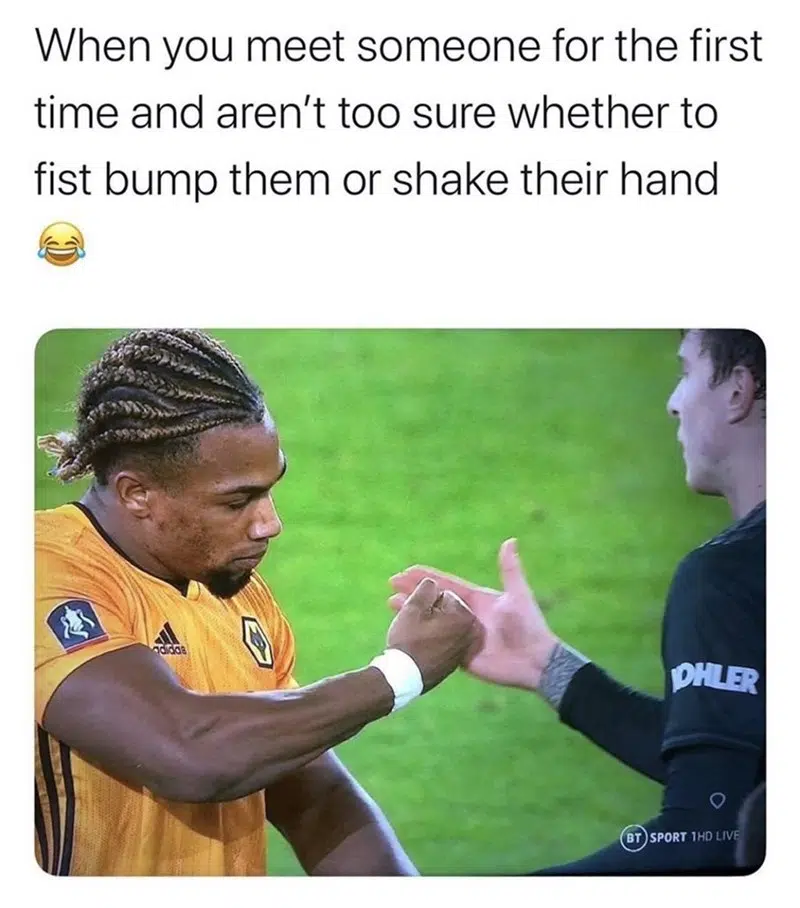 When you meet someone for the first
time and aren't too sure whether to
fist bump them or shake their hand
😂
adidas
OHLER
BT SPORT 1HD LIVE